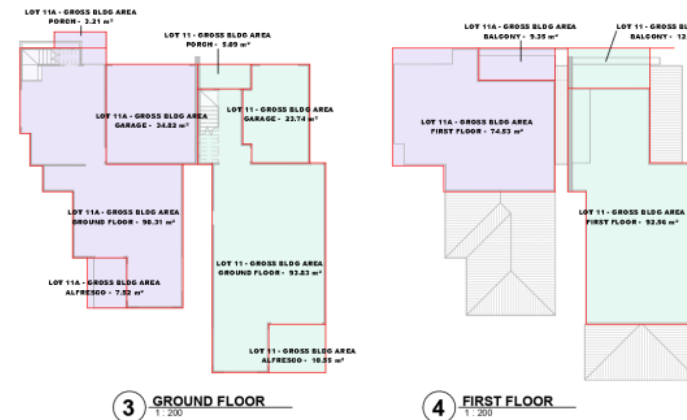 LOT 11A - GROSS BLDG AREA
PORCH - 3.21 m²
LOT 11 - GROSS BLDG AREA
PORCH - 5.09 m²
LOT 11A - GROSS BLDG AREA
GARAGE - 34.82 m²
LOT 11 - GROSS BLDG AREA
GARAGE - 23.74 m²
LOT 11A - GROSS BLDG AREA
GROUND FLOOR - 90.31 m²
LOT 11 - GROSS BLDG AREA
GROUND FLOOR - 93.83 m²
LOT 11A - GROSS BLDG AREA
ALFRESCO - 7.52 m²
LOT 11 - GROSS BLDG AREA
ALFRESCO - 10.55 m²
3
GROUND FLOOR
1 : 200
LOT 11A - GROSS BLDG AREA
BALCONY - 9.35 m²
LOT 11 - GROSS BL
BALCONY - 12.
LOT 11A - GROSS BLDG AREA
FIRST FLOOR - 74.53 m²
LOT 11 - GROSS BLDG AREA
FIRST FLOOR - 92.56 m²
4
FIRST FLOOR
1 : 200